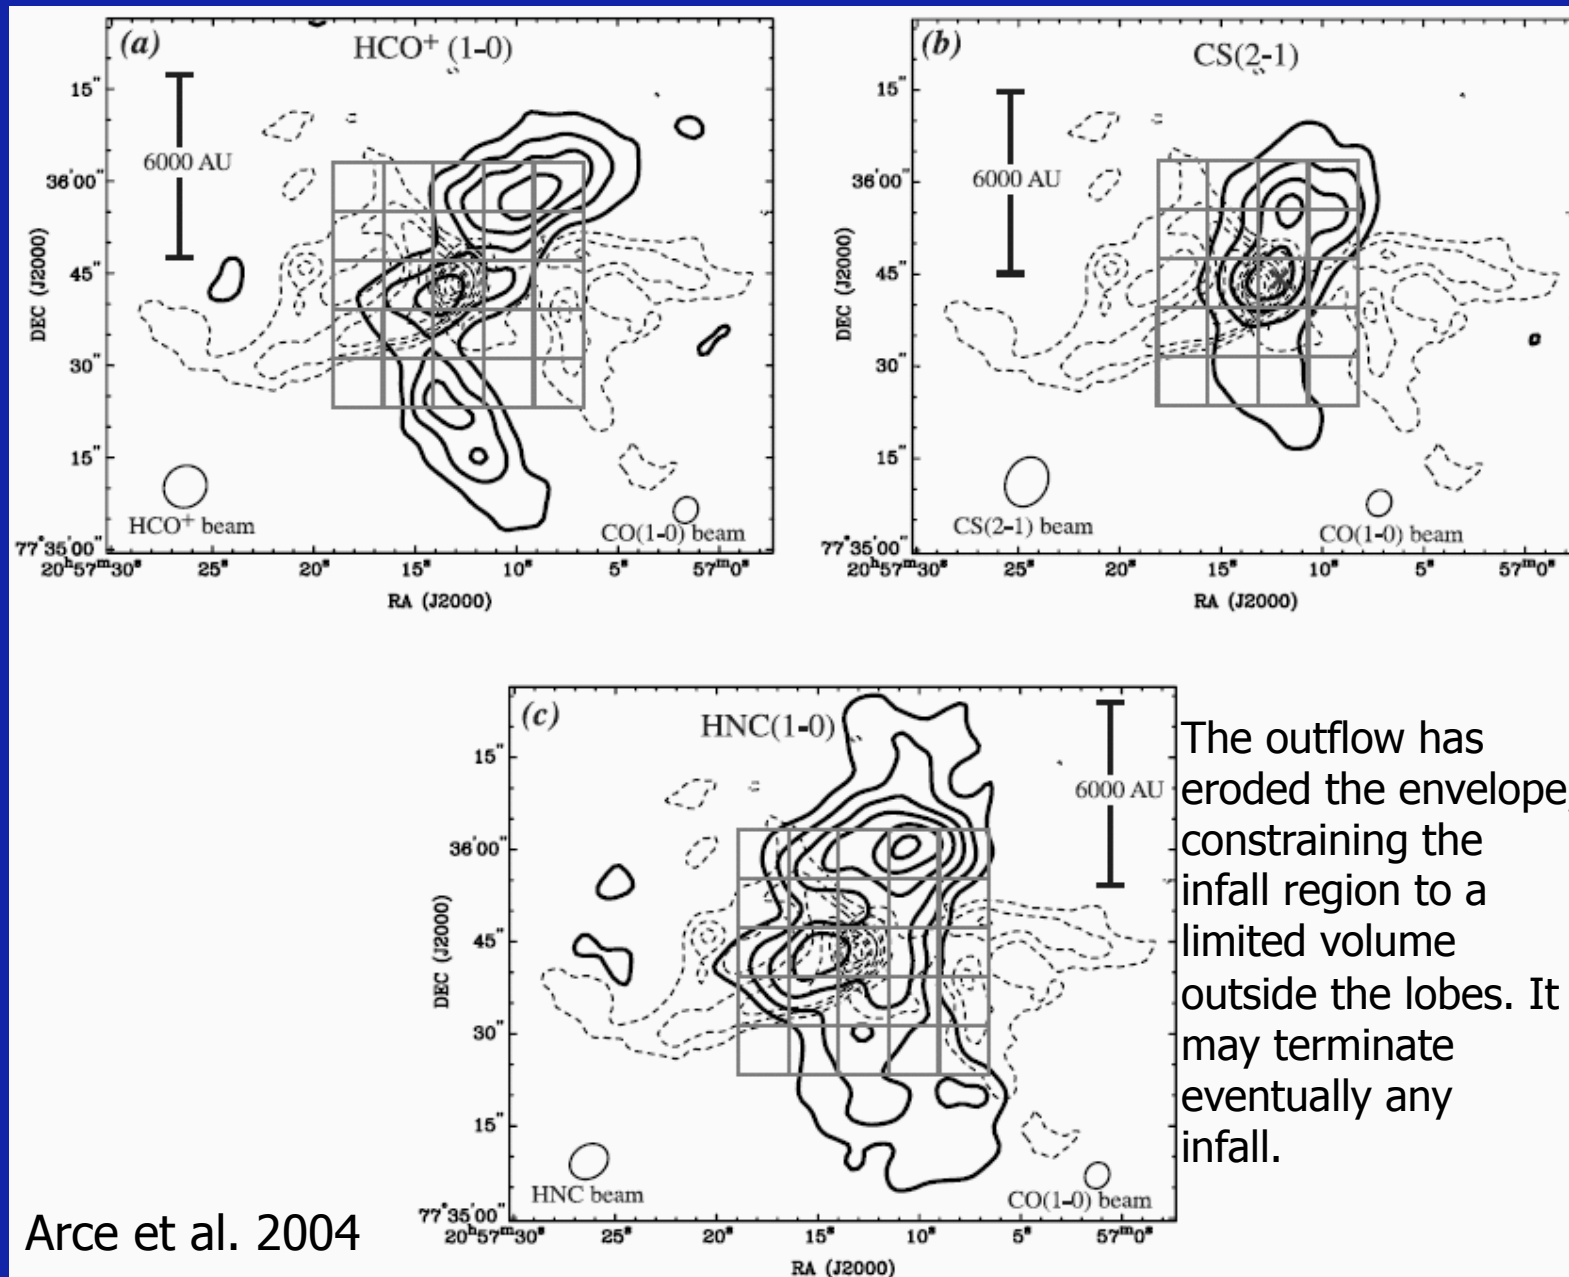 (a)
HCO+ (1-0)
15"
6000 AU
36'00"
45"
30"
15"
77°35'00"
DEC (J2000)
HCO+ beam
CO(1-0) beam
20h57m30s 25s 20s 15s 10s 5s 57m0s
RA (J2000)
(b)
CS(2-1)
15"
6000 AU
36'00"
45"
30"
15"
77°35'00"
DEC (J2000)
CS(2-1) beam
CO(1-0) beam
20h57m30s 25s 20s 15s 10s 5s 57m0s
RA (J2000)
(c)
HNC(1-0)
15"
6000 AU
36'00"
45"
30"
15"
77°35'00"
DEC (J2000)
HNC beam
CO(1-0) beam
20h57m30s 25s 20s 15s 10s 5s 57m0s
RA (J2000)
The outflow has
eroded the envelope,
constraining the
infall region to a
limited volume
outside the lobes. It
may terminate
eventually any
infall.
Arce et al. 2004